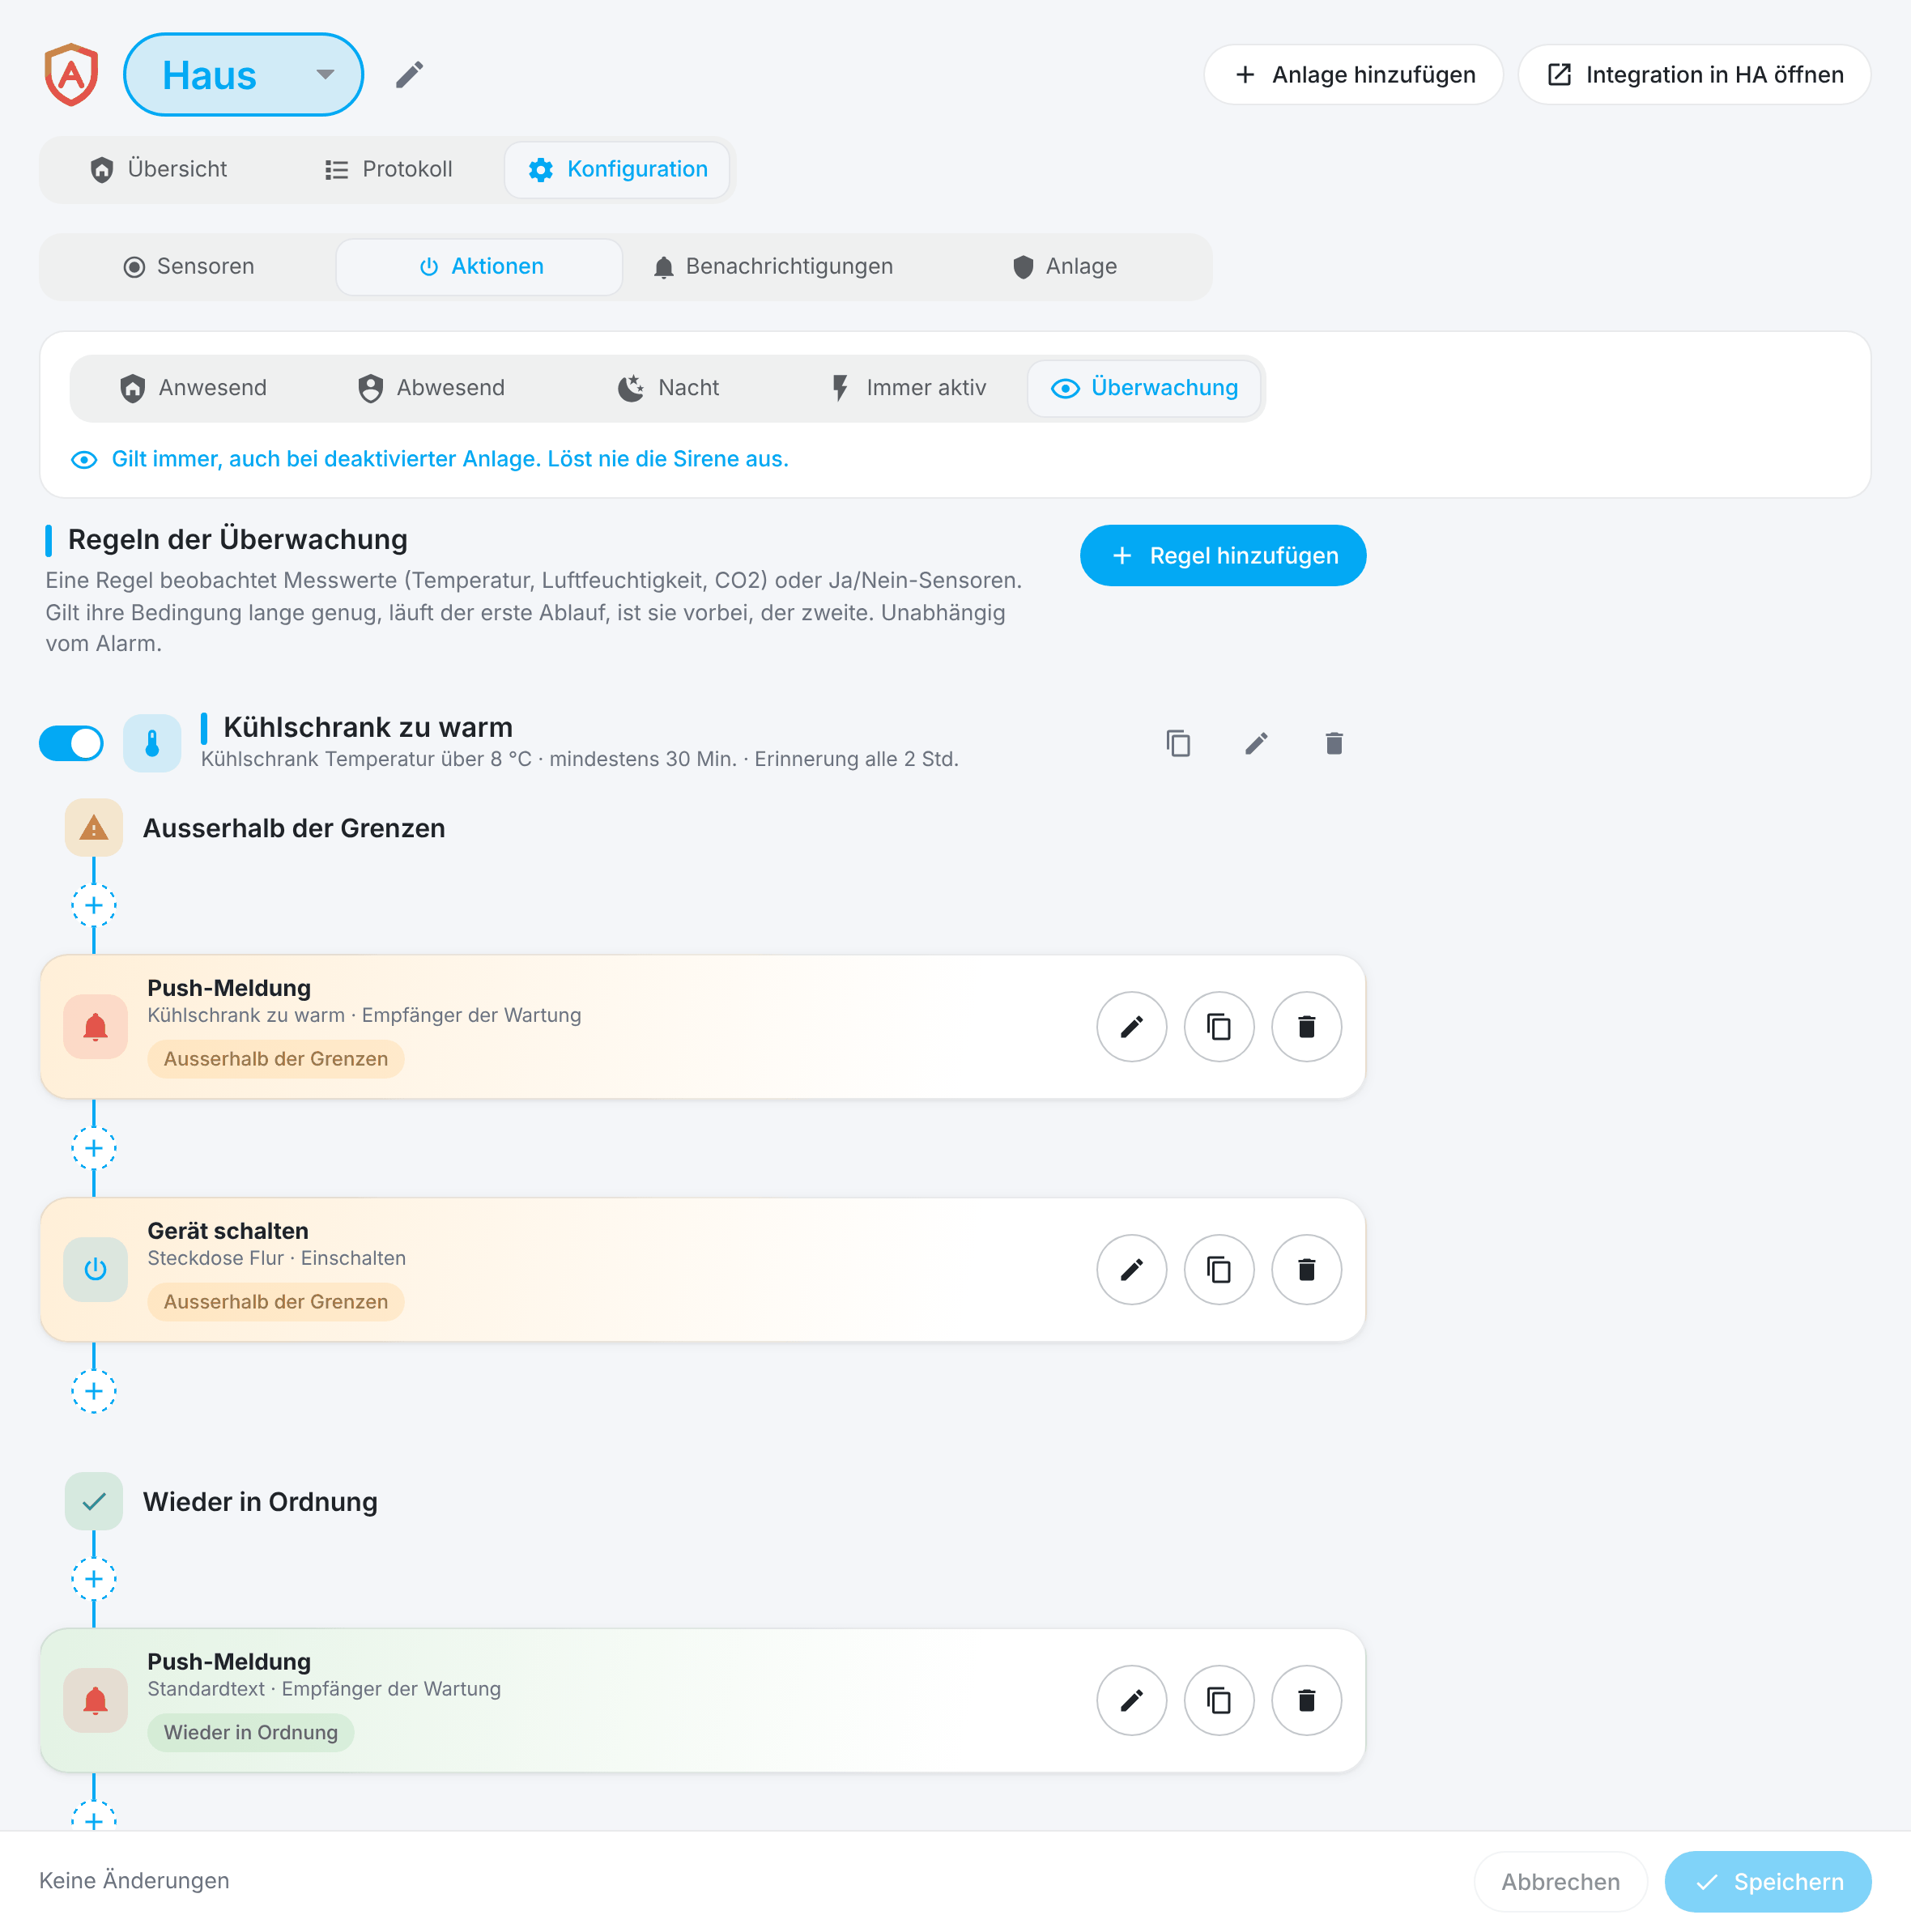 Haus
Anlage hinzufügen
Integration in HA öffnen
Übersicht
Protokoll
Konfiguration
Sensoren
Aktionen
Benachrichtigungen
Anlage
Anwesend
Abwesend
Nacht
Immer aktiv
Überwachung
Gilt immer, auch bei deaktivierter Anlage. Löst nie die Sirene aus.
Regeln der Überwachung
Regel hinzufügen
Eine Regel beobachtet Messwerte (Temperatur, Luftfeuchtigkeit, CO2) oder Ja/Nein-Sensoren.
Gilt ihre Bedingung lange genug, läuft der erste Ablauf, ist sie vorbei, der zweite. Unabhängig
vom Alarm.
Kühlschrank zu warm
Kühlschrank Temperatur über 8 °C · mindestens 30 Min. · Erinnerung alle 2 Std.
Ausserhalb der Grenzen
Push-Meldung
Kühlschrank zu warm · Empfänger der Wartung
Ausserhalb der Grenzen
Gerät schalten
Steckdose Flur · Einschalten
Ausserhalb der Grenzen
Wieder in Ordnung
Push-Meldung
Standardtext · Empfänger der Wartung
Wieder in Ordnung
Keine Änderungen
Abbrechen
Speichern